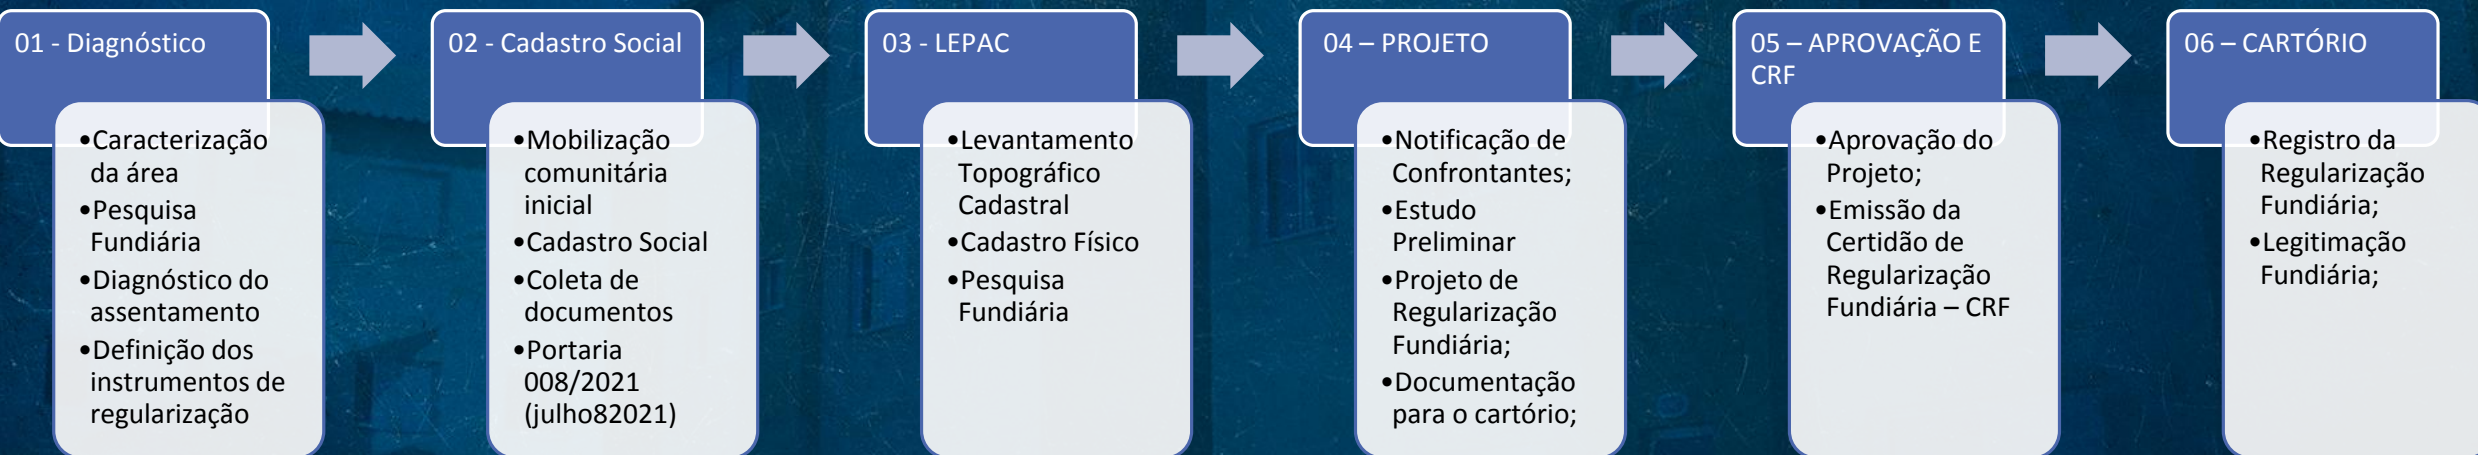 01 - Diagnóstico
•Caracterização
da área
•Pesquisa
Fundiária
•Diagnóstico do
assentamento
•Definição dos
instrumentos de
regularização
02 - Cadastro Social
•Mobilização
comunitária
inicial
•Cadastro Social
•Coleta de
documentos
•Portaria
008/2021
(julho82021)
03 - LEPAC
•Levantamento
Topográfico
Cadastral
•Cadastro Físico
•Pesquisa
Fundiária
04 – PROJETO
•Notificação de
Confrontantes;
•Estudo
Preliminar
•Projeto de
Regularização
Fundiária;
•Documentação
para o cartório;
05 – APROVAÇÃO E
CRF
•Aprovação do
Projeto;
•Emissão da
Certidão de
Regularização
Fundiária – CRF
06 – CARTÓRIO
•Registro da
Regularização
Fundiária;
•Legitimação
Fundiária;